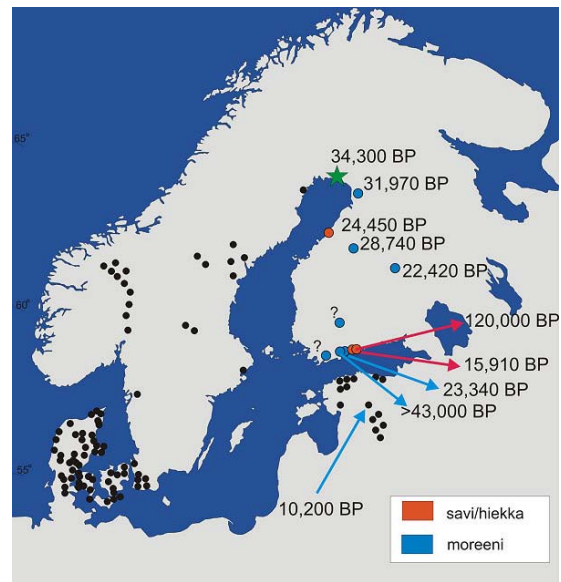 65°
34,300 BP
31,970 BP
24,450 BP
28,740 BP
22,420 BP
60°
?
120,000 BP
?
15,910 BP
23,340 BP
>43,000 BP
55°
10,200 BP
savi/hiekka
moreeni